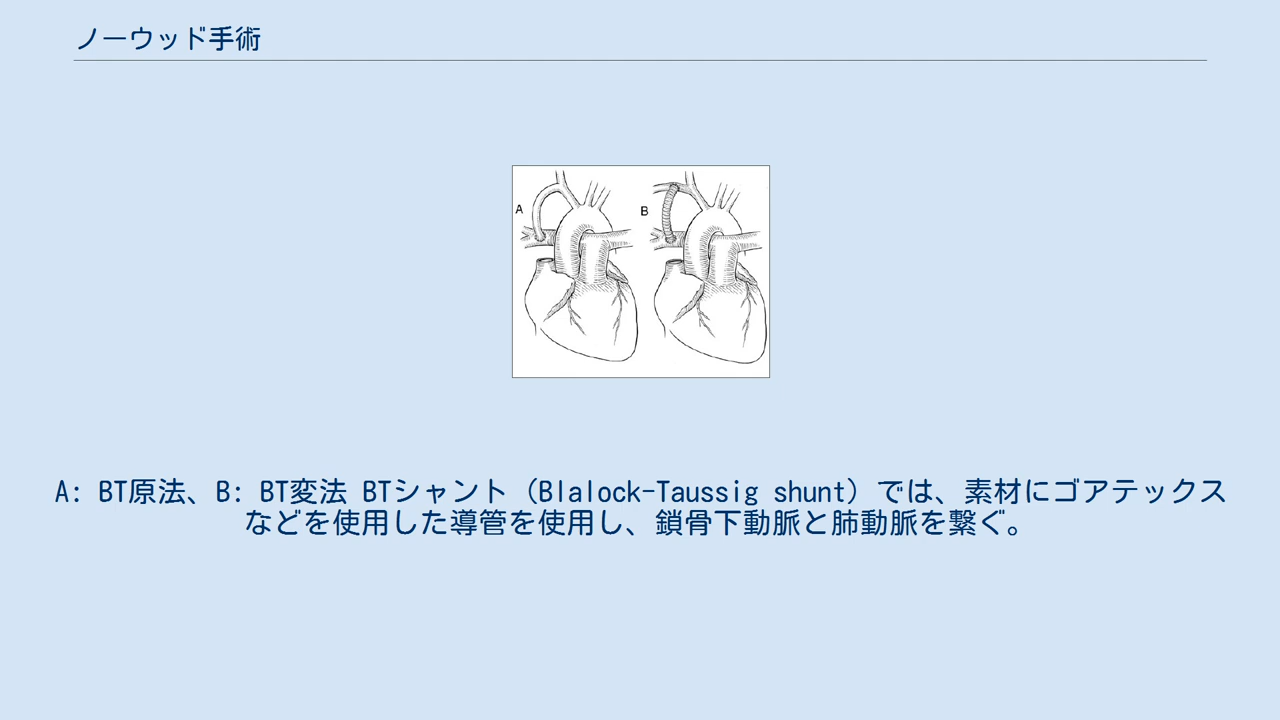 ノーウッド手術
A
B
A: BT原法、B: BT変法 BTシャント（Blalock-Taussig shunt）では、素材にゴアテックス
などを使用した導管を使用し、鎖骨下動脈と肺動脈を繋ぐ。